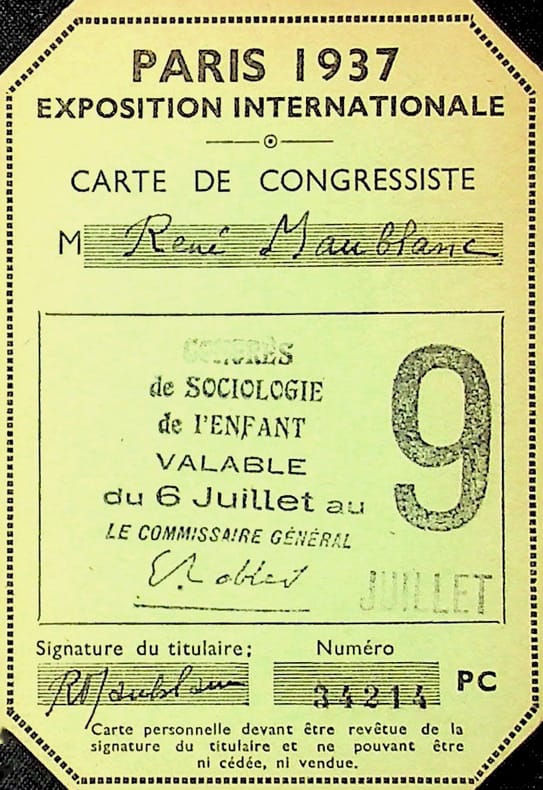 PARIS 1937
EXPOSITION INTERNATIONALE
CARTE DE CONGRESSISTE
M René Maublanc
CONGRÈS
de SOCIOLOGIE
de l'ENFANT
VALABLE
du 6 Juillet au
9
JUILLET
LE COMMISSAIRE GÉNÉRAL
Signature du titulaire; Numéro
RMaublanc 34214 PC
Carte personnelle devant être revêtue de la
signature du titulaire et ne pouvant être
ni cédée, ni vendue.